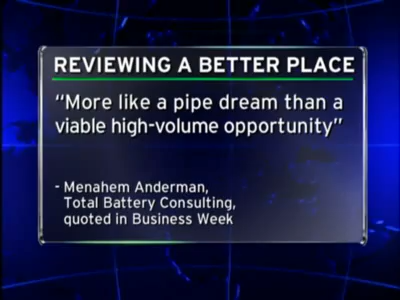 REVIEWING A BETTER PLACE
“More like a pipe dream than a
viable high-volume opportunity”
- Menahem Anderman,
Total Battery Consulting,
quoted in Business Week